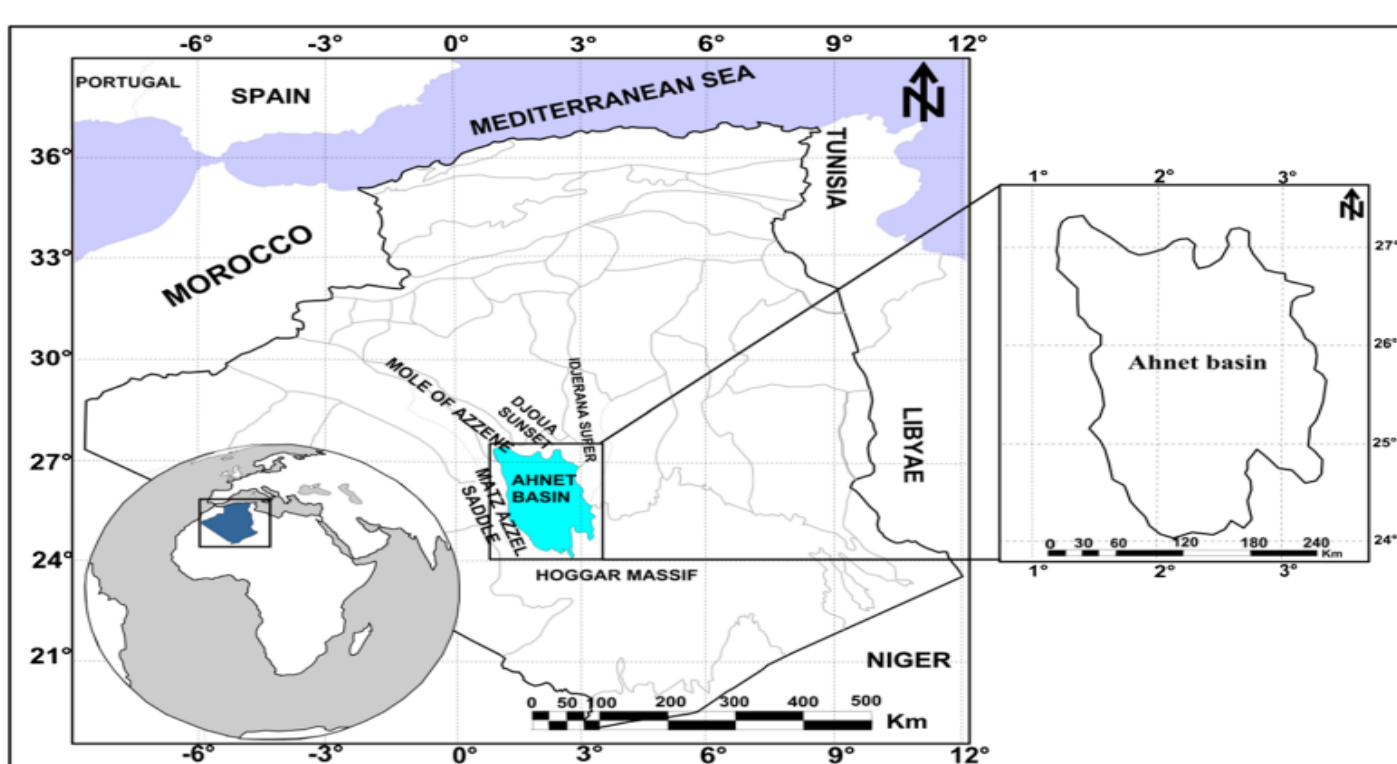 -6° -3° 0° 3° 6° 9° 12°
PORTUGAL
SPAIN
MEDITERRANEAN SEA
N
36°
TUNISIA
33°
MOROCCO
30°
MOLE OF AZZENE
DJOUA
SUNSET
IDJERANA SUPER
LIBYAE
27°
AHNET
BASIN
MATZ AZZEL
SADDLE
24°
HOGGAR MASSIF
21°
NIGER
0 50 100 200 300 400 500
Km
-6° -3° 0° 3° 6° 9° 12°
1° 2° 3°
N
27°
26°
Ahnet basin
25°
24°
0 30 60 120 180 240
Km
1° 2° 3°